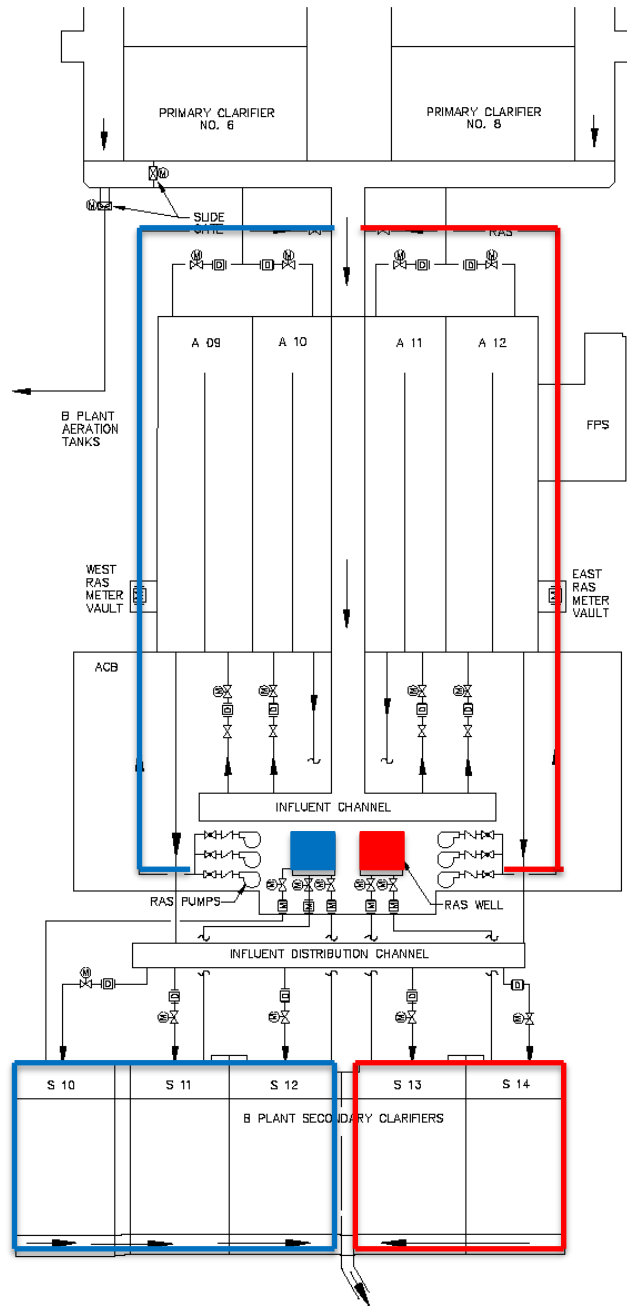 PRIMARY CLARIFIER
NO. 6
PRIMARY CLARIFIER
NO. 8
M
M
SLIDE
GATE
RAS
M
D
D
M
M
D
D
M
A 09
A 10
A 11
A 12
B PLANT
AERATION
TANKS
FPS
WEST RAS
METER
VAULT
EAST
RAS
METER
VAULT
ACB
M
M
M
M
D
D
D
D
INFLUENT CHANNEL
RAS PUMPS
RAS WELL
M
M
M
M
M
M
M
M
M
M
INFLUENT DISTRIBUTION CHANNEL
M
D
D
D
D
D
M
M
M
M
S 10
S 11
S 12
S 13
S 14
B PLANT SECONDARY CLARIFIERS